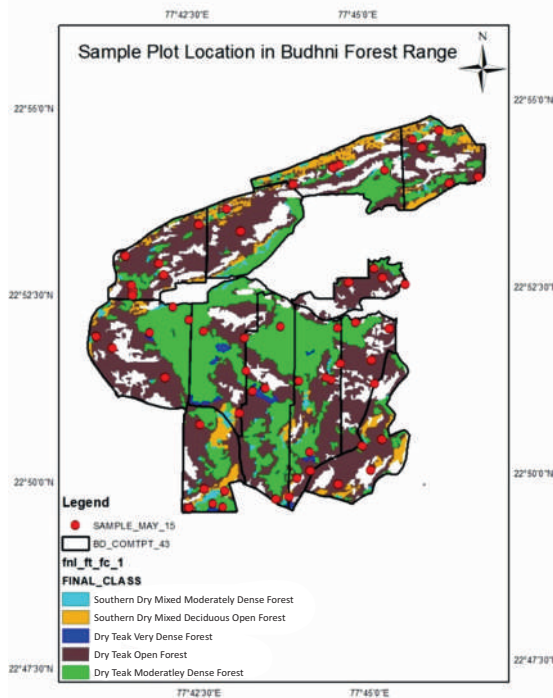 77°42'30"E 77°45'0"E
Sample Plot Location in Budhni Forest Range
N
22°55'0"N 22°55'0"N
22°52'30"N 22°52'30"N
22°50'0"N 22°50'0"N
Legend
SAMPLE_MAY_15
BD_COMTPT_43
fnl_ft_fc_1
FINAL_CLASS
Southern Dry Mixed Moderately Dense Forest
Southern Dry Mixed Deciduous Open Forest
Dry Teak Very Dense Forest
Dry Teak Open Forest
Dry Teak Moderatley Dense Forest
22°47'30"N 22°47'30"N
77°42'30"E 77°45'0"E